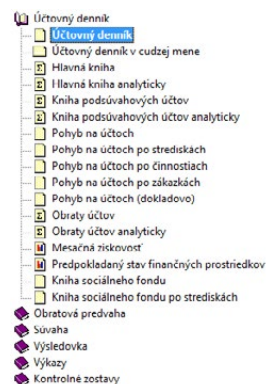 Účtovný denník
Účtovný denník
Účtovný denník v cudzej mene
Hlavná kniha
Hlavná kniha analyticky
Kniha podsúvahových účtov
Kniha podsúvahových účtov analyticky
Pohyb na účtoch
Pohyb na účtoch po strediskách
Pohyb na účtoch po činnostiach
Pohyb na účtoch po zákazkách
Pohyb na účtoch (dokladovo)
Obraty účtov
Obraty účtov analyticky
Mesačná ziskovosť
Predpokladaný stav finančných prostriedkov
Kniha sociálneho fondu
Kniha sociálneho fondu po strediskách
Obratová predvaha
Súvaha
Výsledovka
Výkazy
Kontrolné zostavy